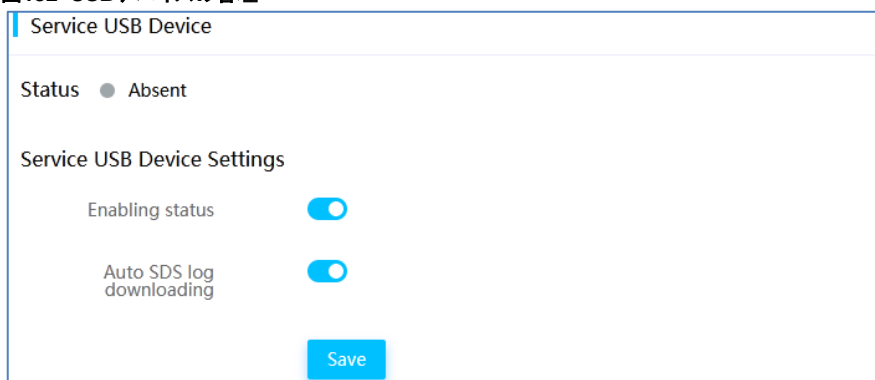 Service USB Device
Status Absent
Service USB Device Settings
Enabling status
Auto SDS log
downloading
Save